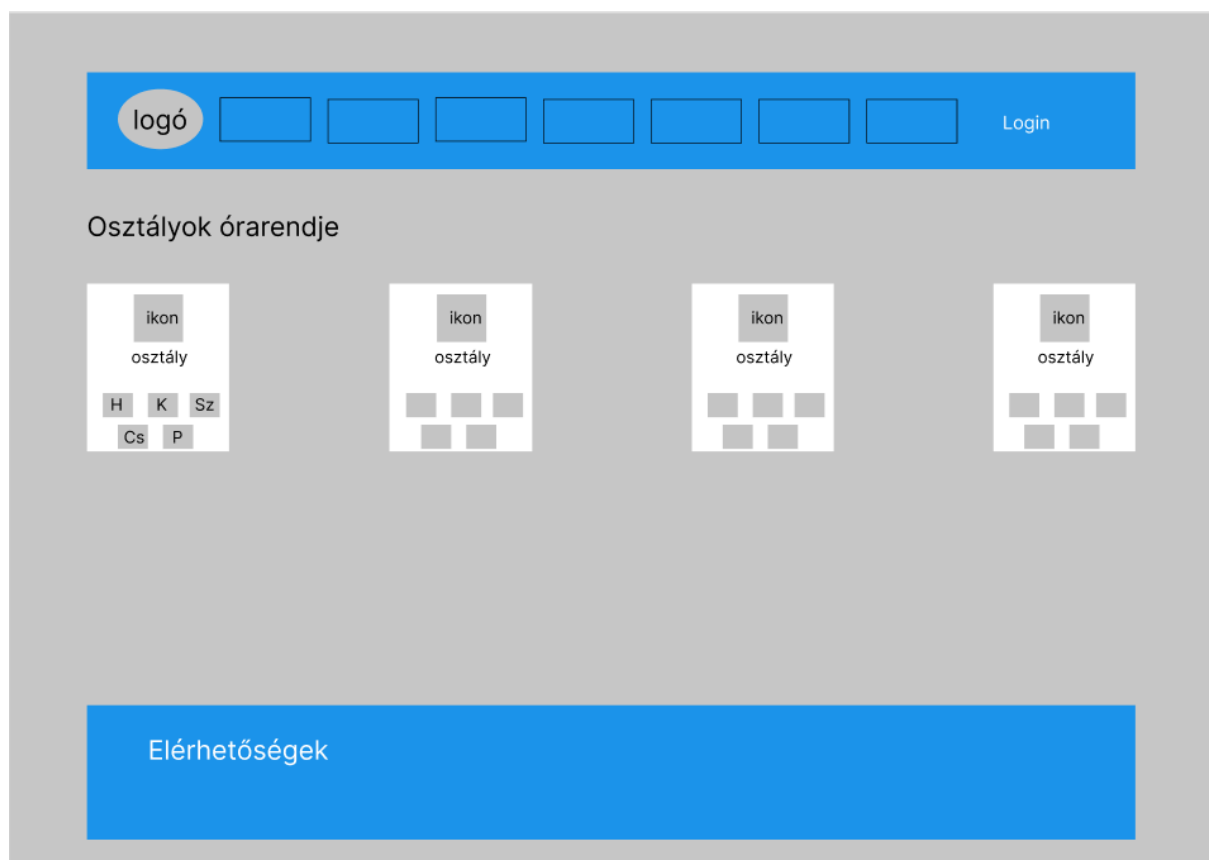 logó Login
Osztályok órarendje
ikon ikon ikon ikon
osztály osztály osztály osztály
H K Sz
Cs P
Elérhetőségek